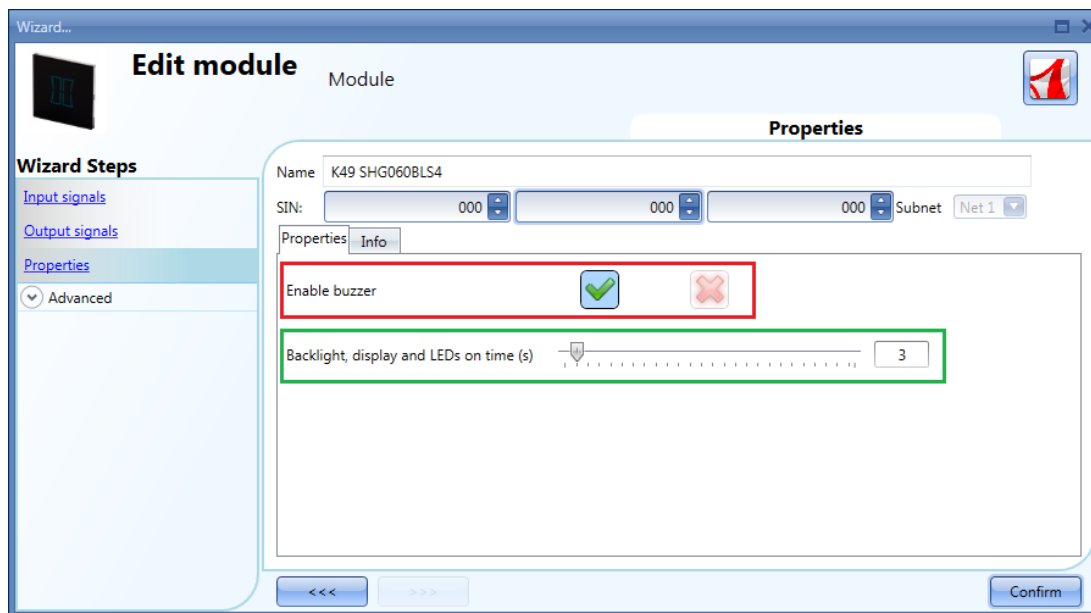 Wizard...
Edit module
Module
Properties
Wizard Steps
Input signals
Output signals
Properties
Advanced
Name K49 SHG060BLS4
SIN: 000 000 000 Subnet Net 1
Properties Info
Enable buzzer
Backlight, display and LEDs on time (s) 3
<<< >>> Confirm